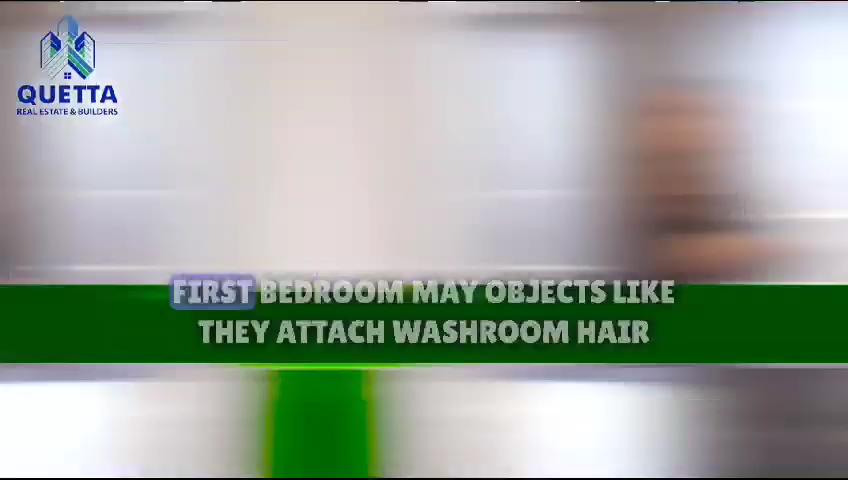 QUETTA
REAL ESTATE & BUILDERS
FIRST BEDROOM MAY OBJECTS LIKE
THEY ATTACH WASHROOM HAIR